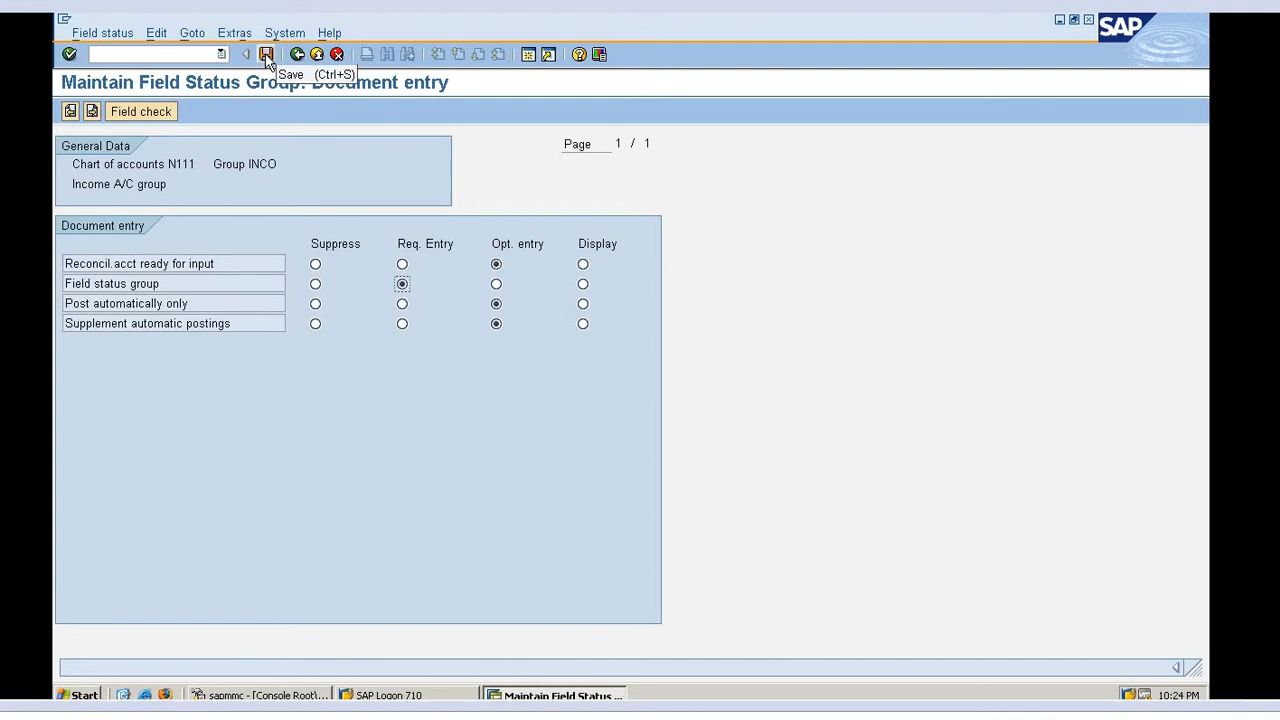 Field status Edit Goto Extras System Help
SAP
Save (Ctrl+S)
Maintain Field Status Group: Document entry
Field check
General Data
Page 1 / 1
Chart of accounts N111 Group INCO
Income A/C group
Document entry
Suppress Req. Entry Opt. entry Display
Reconcil.acct ready for input
Field status group
Post automatically only
Supplement automatic postings
Start sapmmc - [Console Root\... SAP Logon 710 Maintain Field Status ... 10:24 PM